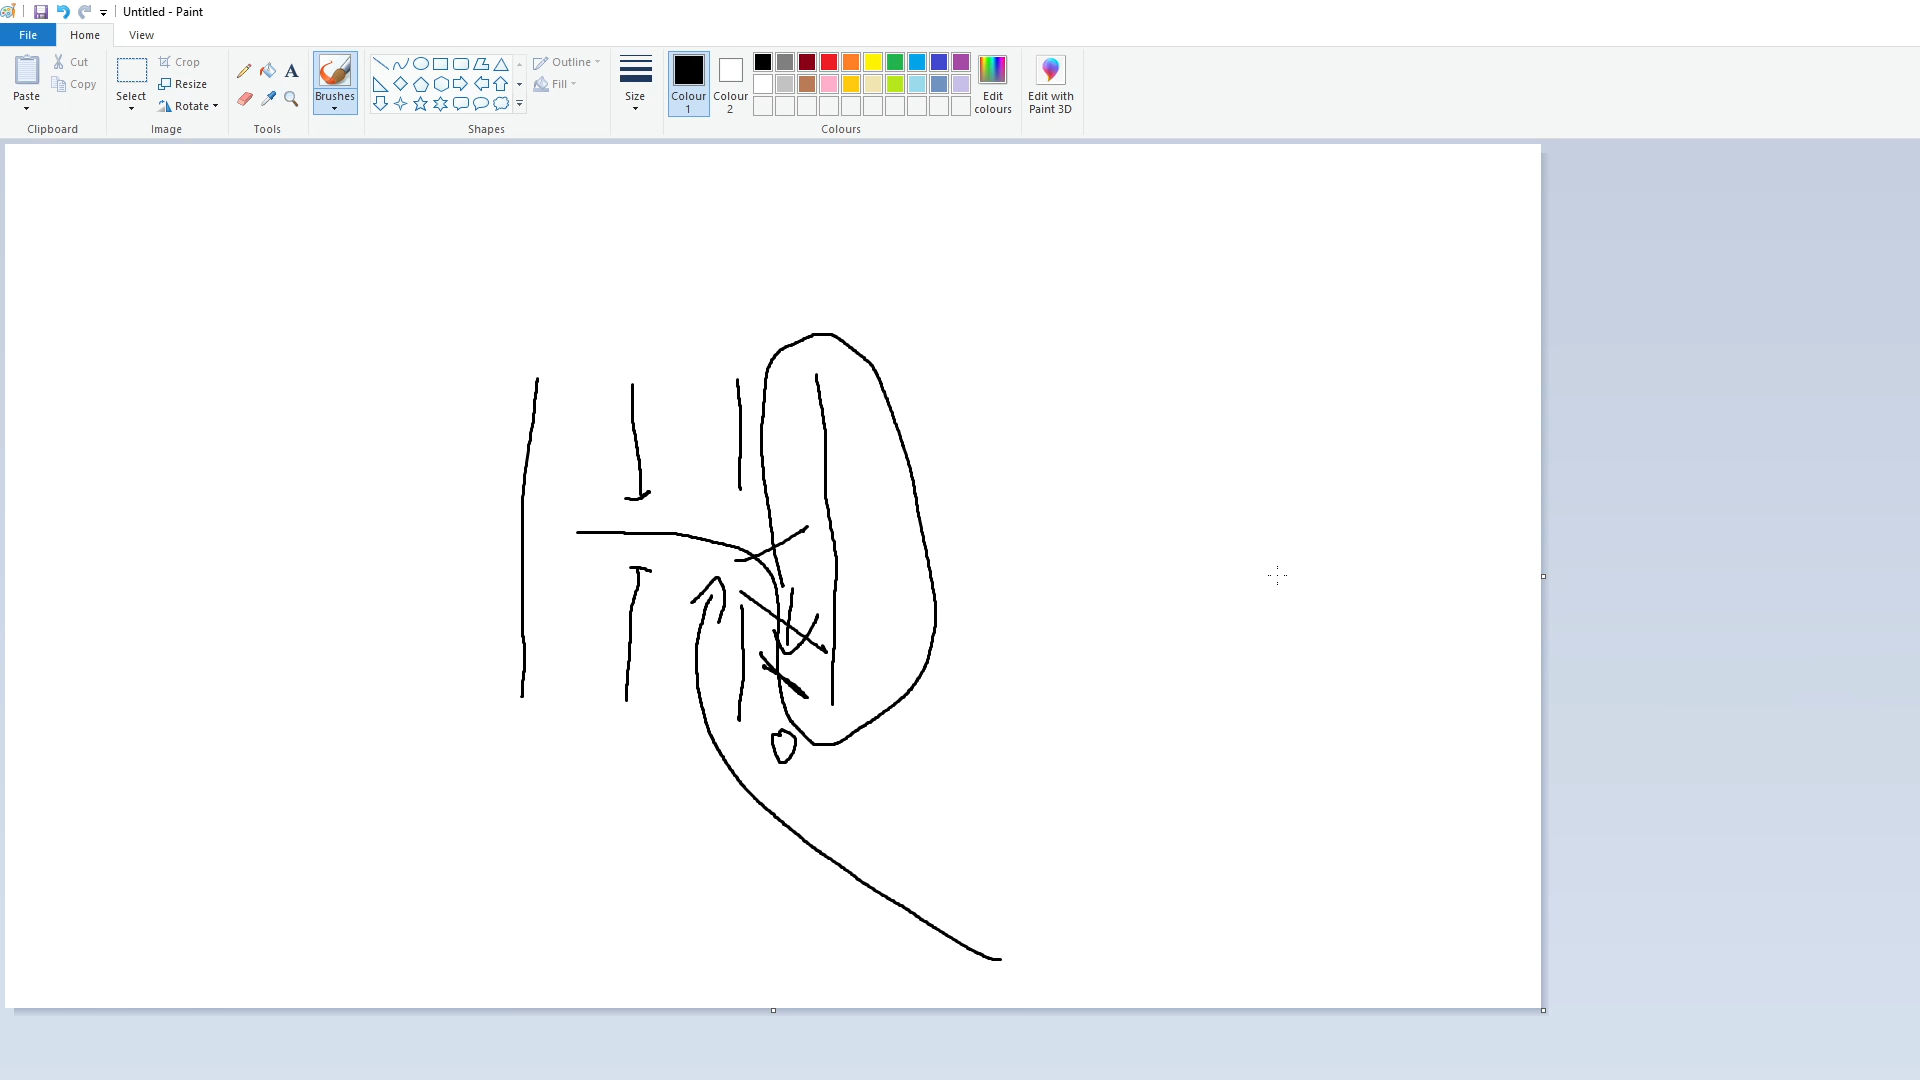 Untitled - Paint
File Home View
Paste
Cut
Copy
Clipboard
Select
Crop
Resize
Rotate
Image
A
Tools
Brushes
Outline
Fill
Shapes
Size
Colour 1
Colour 2
Edit colours
Colours
Edit with Paint 3D